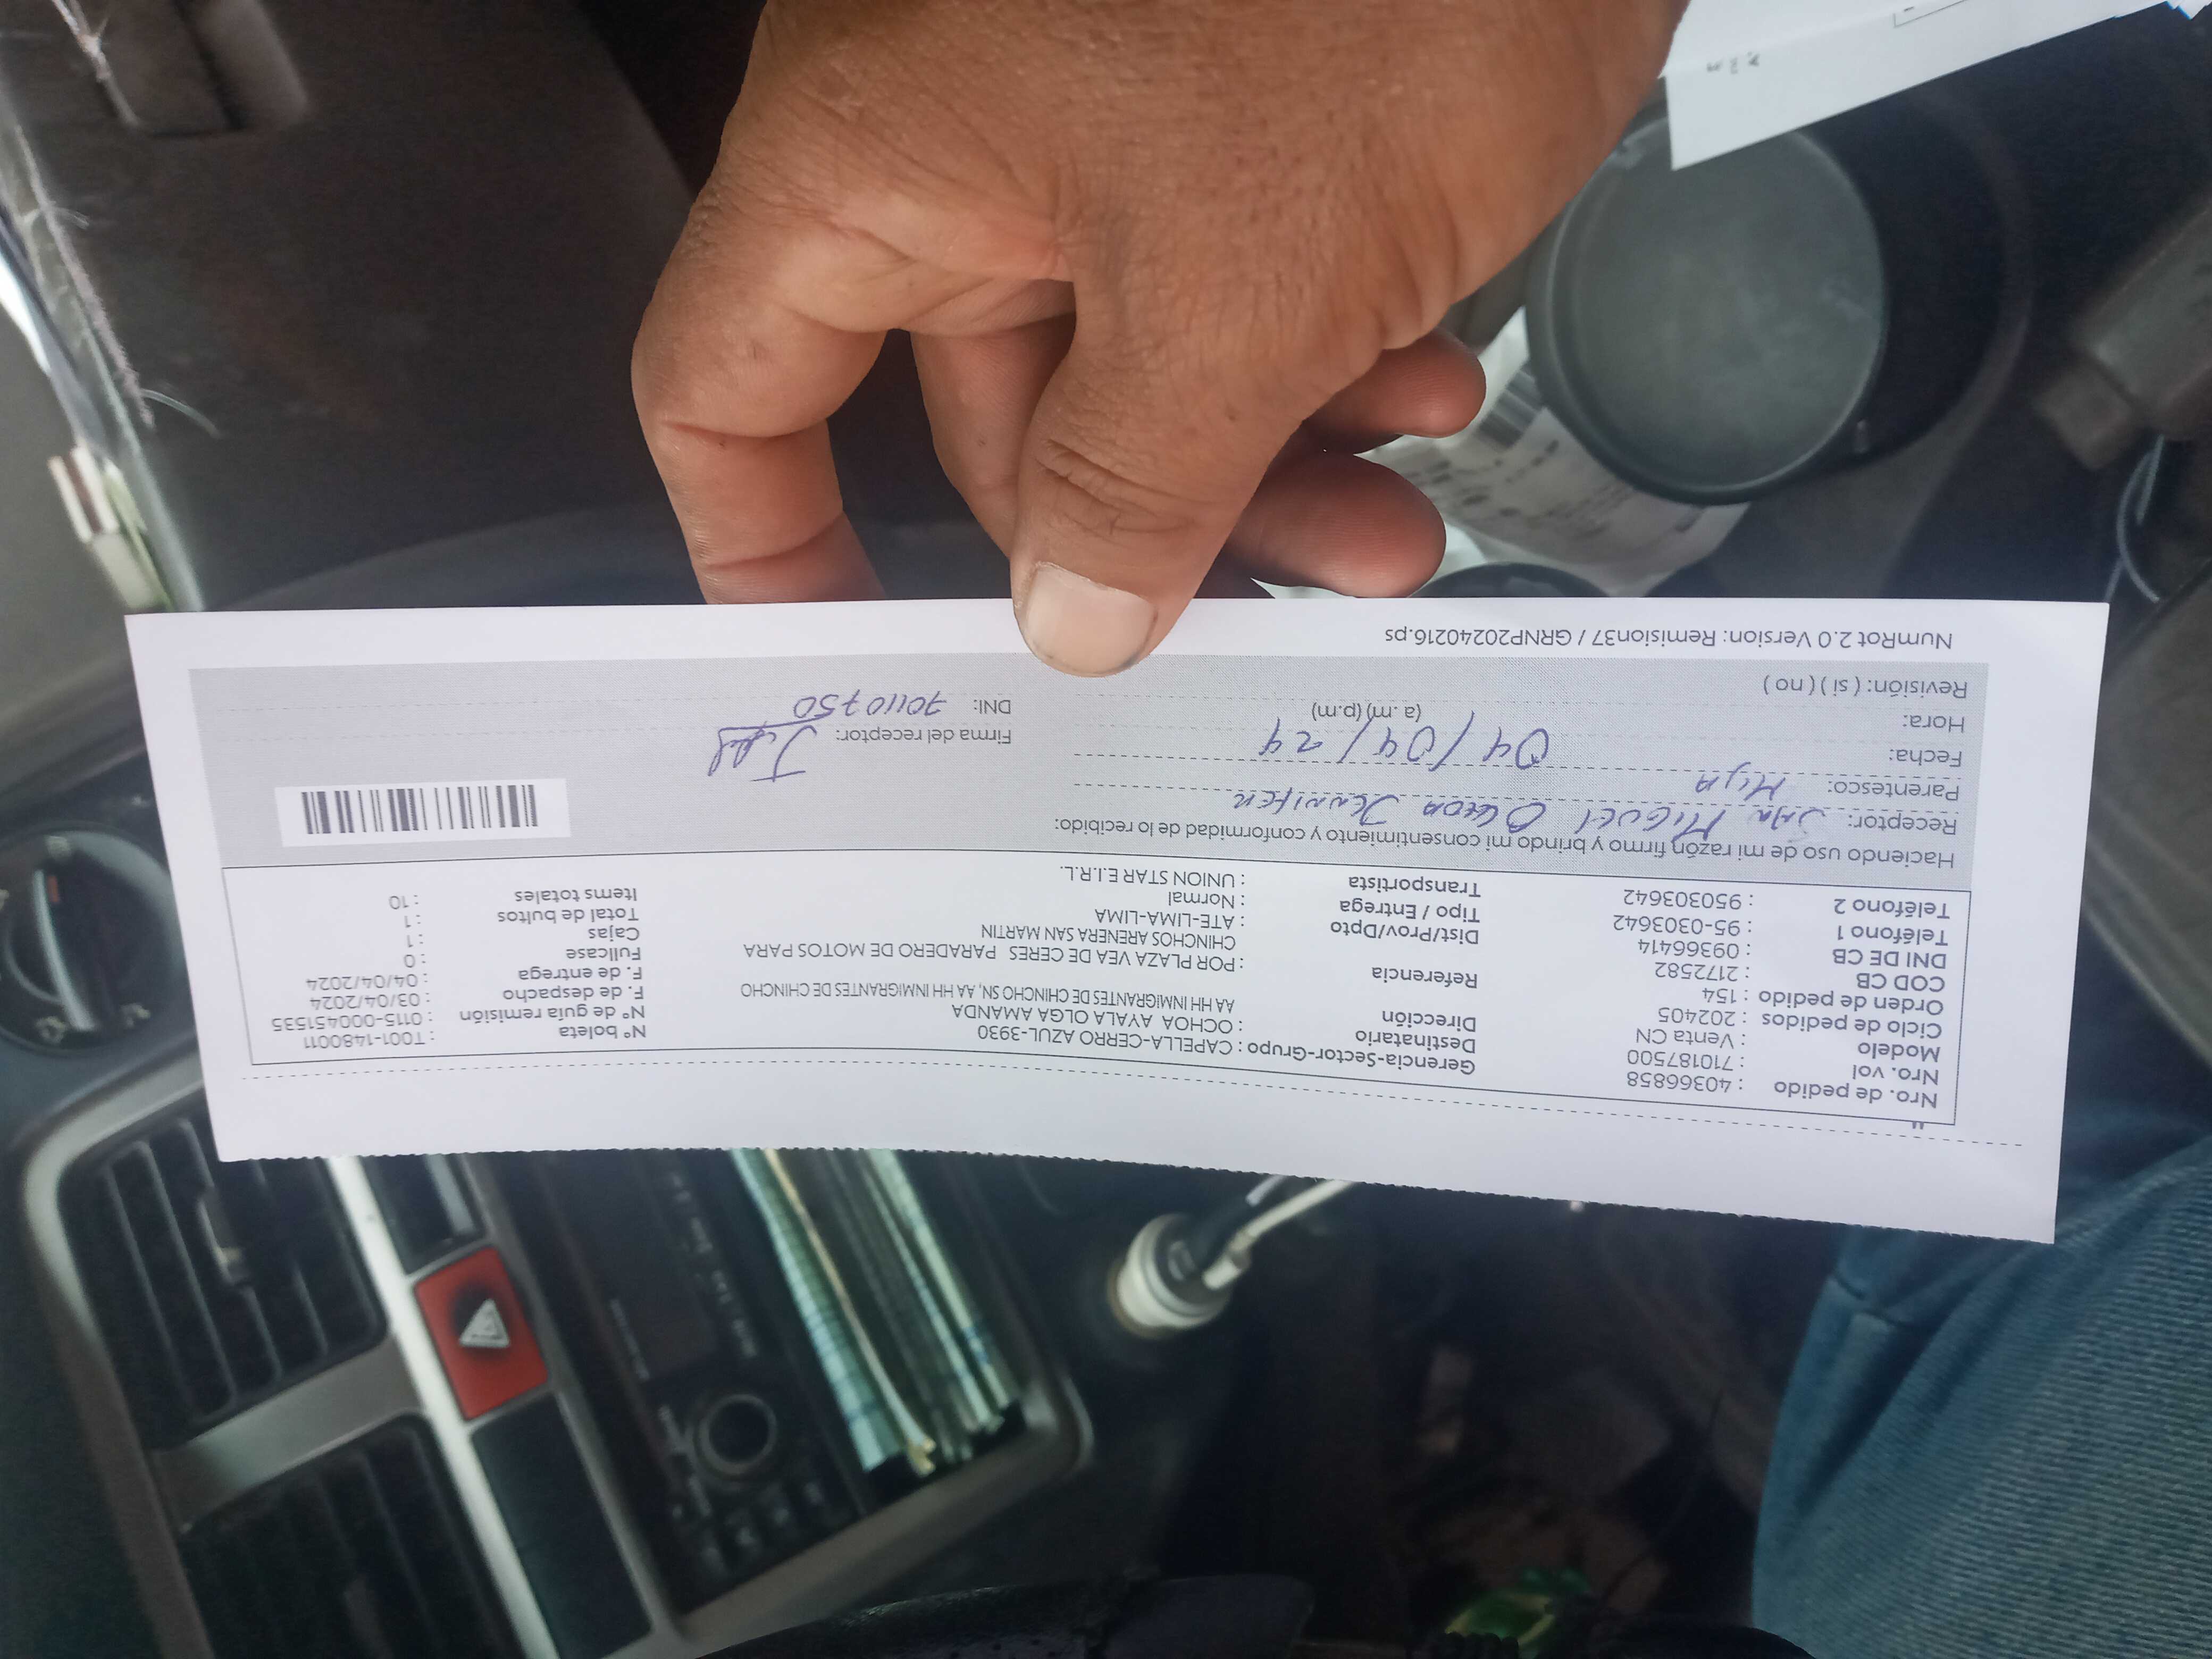 Nro. de pedido : 40366858
Nro. vol : 710187500
Modelo : Venta CN
Ciclo de pedidos : 202405
Orden de pedido : 154
COD CB : 2172582
DNI DE CB : 09366414
Teléfono 1 : 95-0303642
Teléfono 2 : 950303642
Gerencia-Sector-Grupo : CAPELLA-CERRO AZUL-3930
Destinatario : OCHOA AYALA OLGA AMANDA
Dirección AA HH INMIGRANTES DE CHINCHO SN, AA HH INMIGRANTES DE CHINCHO
Referencia : POR PLAZA VEA DE CERES PARADERO DE MOTOS PARA
CHINCHOS ARENERA SAN MARTIN
Dist/Prov/Dpto : ATE-LIMA-LIMA
Tipo / Entrega : Normal
Transportista : UNION STAR E.I.R.L.
N° boleta : T001-1480011
N° de guía remisión : 0115-000451535
F. de despacho : 03/04/2024
F. de entrega : 04/04/2024
Fullcase : 0
Cajas : 1
Total de bultos : 1
Items totales : 10
Haciendo uso de mi razón firmo y brindo mi consentimiento y conformidad de lo recibido:
Receptor: SAN MIGUEL OCHOA JENNIFER
Parentesco: HIJA
Fecha: 04/04/24
Hora: (a.m) (p.m)
Revisión: ( si ) ( no )
Firma del receptor:
DNI: 70110750
NumRot 2.0 Version: Remision37 / GRNP20240216.ps